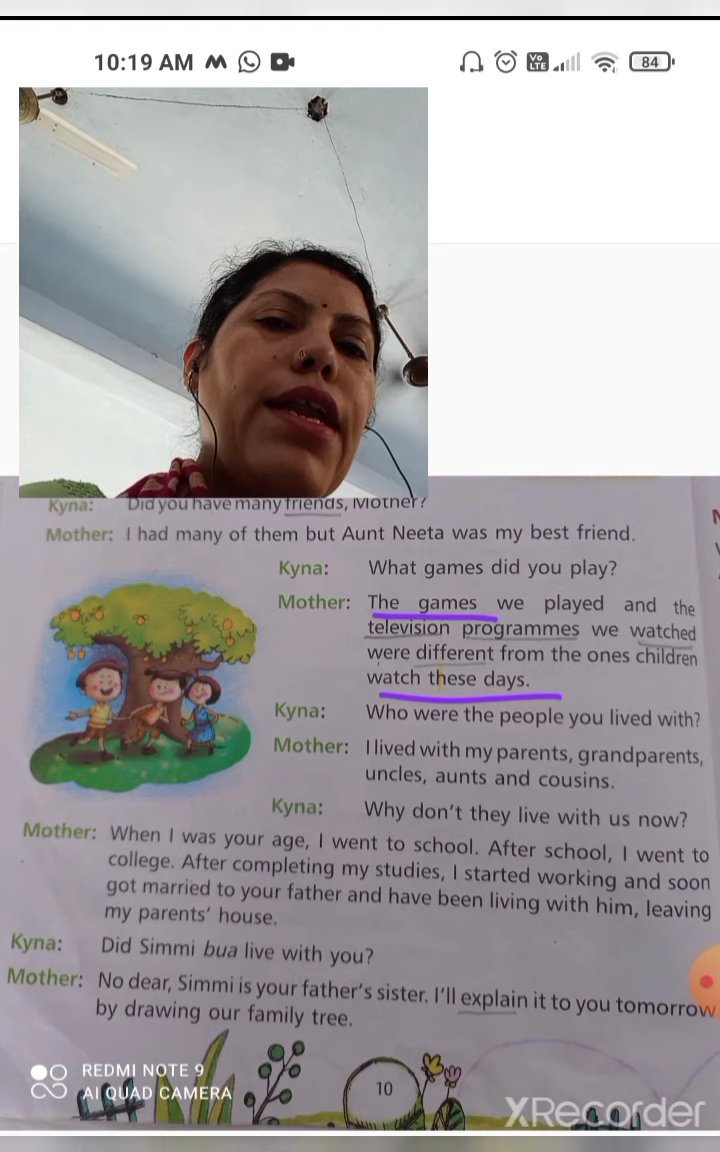 10:19 AM
Vo LTE
84
Kyna: Did you have many friends, Mother?
Mother: I had many of them but Aunt Neeta was my best friend.
Kyna: What games did you play?
Mother: The games we played and the
television programmes we watched
were different from the ones children
watch these days.
Kyna: Who were the people you lived with?
Mother: I lived with my parents, grandparents,
uncles, aunts and cousins.
Kyna: Why don't they live with us now?
Mother: When I was your age, I went to school. After school, I went to
college. After completing my studies, I started working and soon
got married to your father and have been living with him, leaving
my parents' house.
Kyna: Did Simmi bua live with you?
Mother: No dear, Simmi is your father's sister. I'll explain it to you tomorrow
by drawing our family tree.
REDMI NOTE 9
AI QUAD CAMERA
10
XRecorder